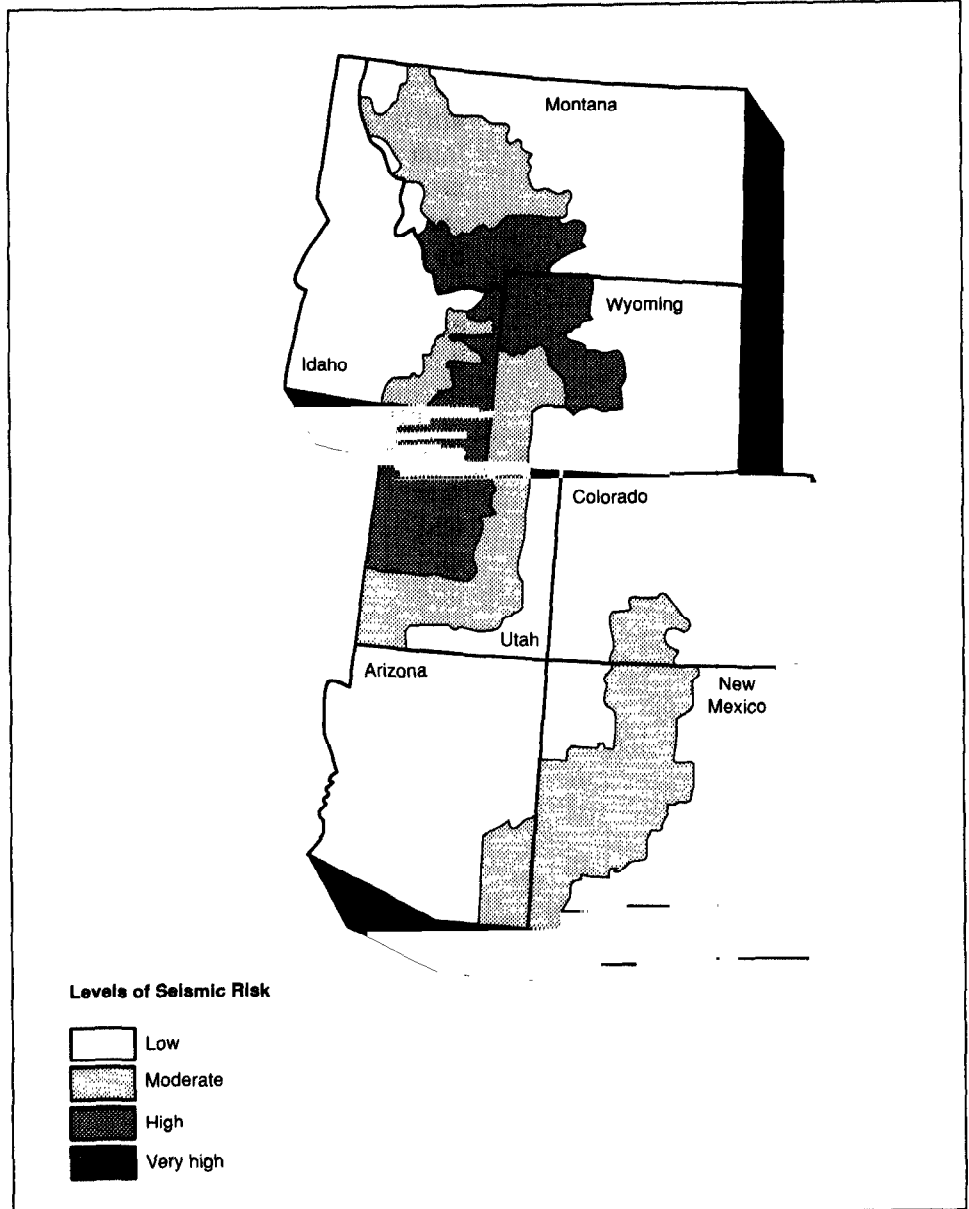 Montana
Wyoming
Idaho
Colorado
Utah
Arizona
New
Mexico
Levels of Seismic Risk
Low
Moderate
High
Very high